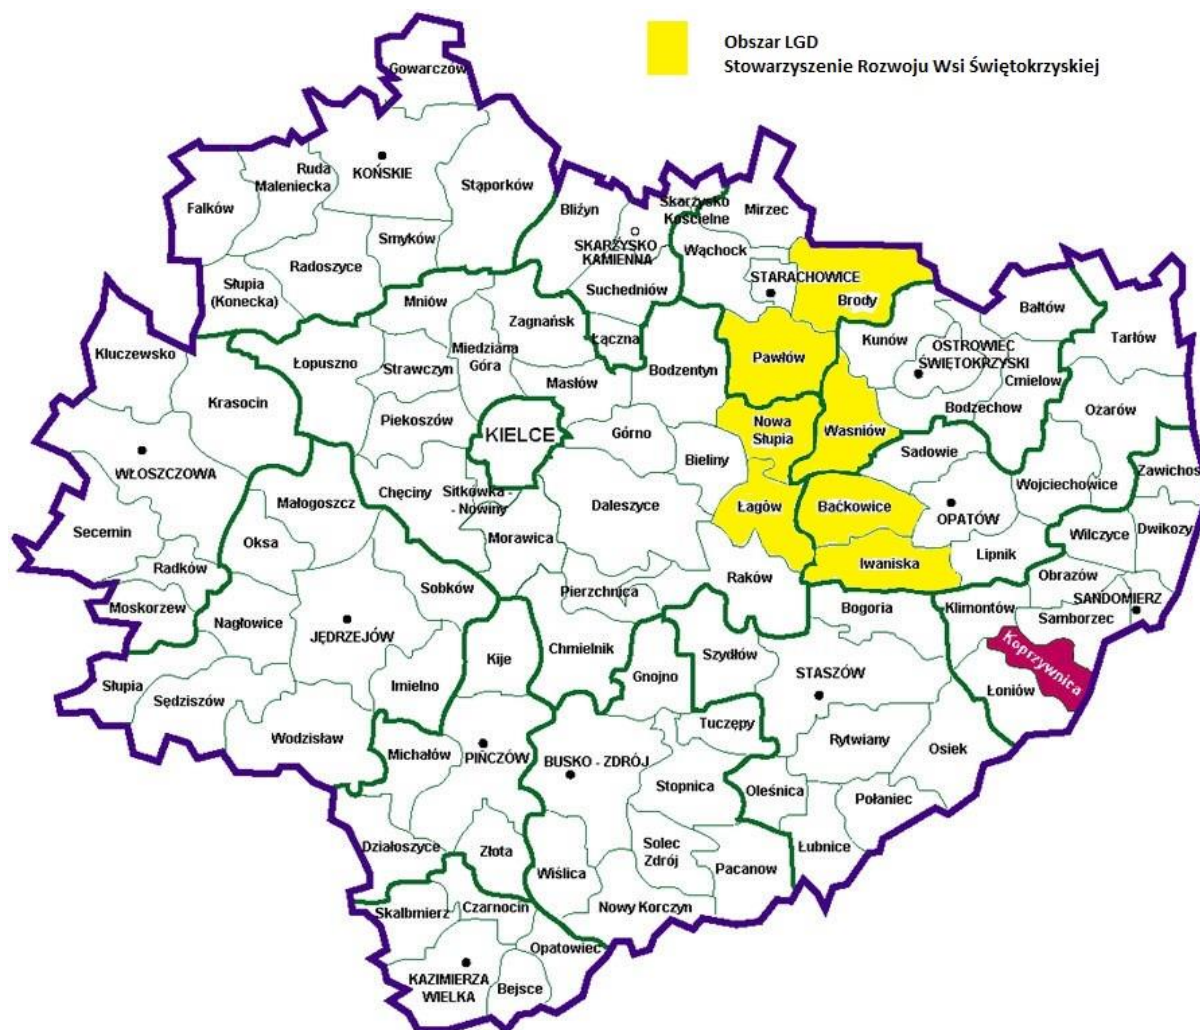 Obszar LGD
Stowarzyszenie Rozwoju Wsi Świętokrzyskiej
Gowarczów
KOŃSKIE
Ruda
Maleniecka
Stąporków
Fałków
Smyków
Radoszyce
Słupia
(Konecka)
Bliżyn
Skarżysko
Kościelne
Mirzec
SKARŻYSKO
KAMIENNA
Wąchock
STARACHOWICE
Suchedniów
Brody
Mniów
Zagnańsk
Łączna
Bałtów
Tarłów
Kluczewsko
Łopuszno
Strawczyn
Miedziana
Góra
Masłów
Bodzentyn
Pawłów
Kunów
OSTROWIEC
ŚWIĘTOKRZYSKI
Cmielow
Bodzechow
Ożarów
Krasocin
Piekoszów
KIELCE
Górno
Bieliny
Nowa
Słupia
Wasniów
Sadowie
Wojciechowice
Zawichos
WŁOSZCZOWA
Małogoszcz
Chęciny
Sitkówka -
- Nowiny
Daleszyce
Łagów
Baćkowice
OPATÓW
Wilczyce
Dwikozy
Secemin
Oksa
Morawica
Iwaniska
Lipnik
Radków
Sobków
Pierzchnica
Raków
Obrazów
SANDOMIERZ
Moskorzew
Nagłowice
JĘDRZEJÓW
Bogoria
Klimontów
Samborzec
Kije
Chmielnik
Gnojno
Szydłów
STASZÓW
Koprzywnica
Słupia
Sędziszów
Imielno
Łoniów
Wodzisław
Michałów
PIŃCZÓW
BUSKO - ZDRÓJ
Tuczępy
Rytwiany
Osiek
Stopnica
Oleśnica
Połaniec
Działoszyce
Złota
Wiślica
Solec
Zdrój
Pacanow
Łubnice
Skalbmierz
Czarnocin
Nowy Korczyn
Opatowiec
KAZIMIERZA
WIELKA
Bejsce